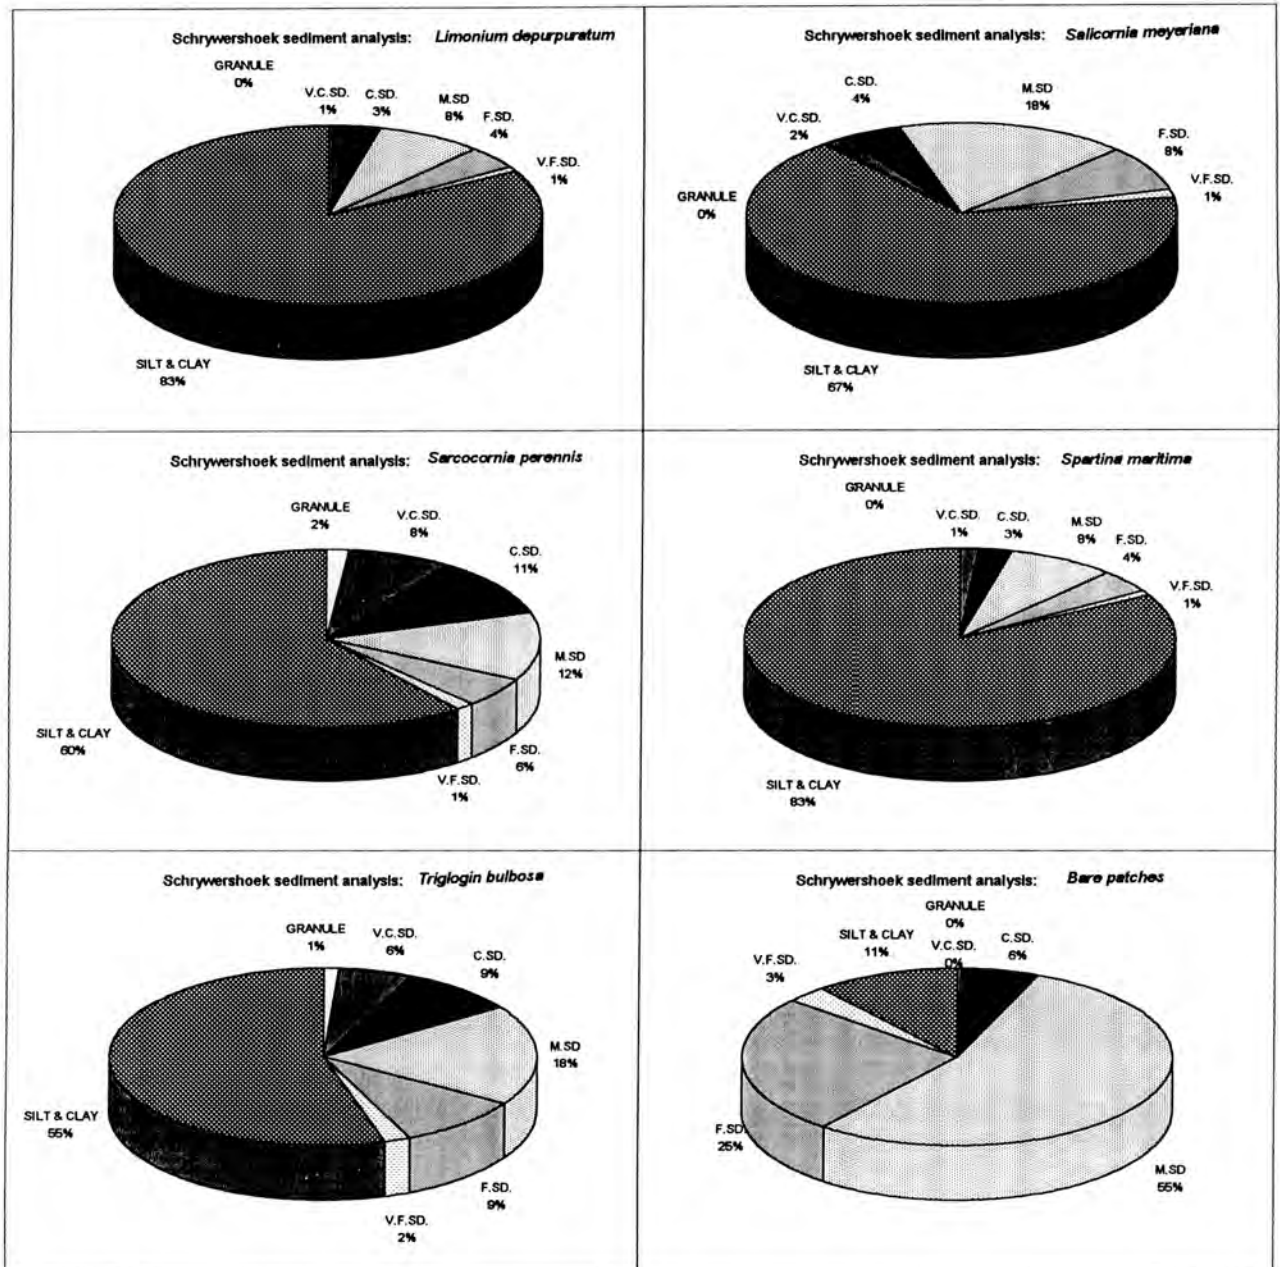 Schrywershoek sediment analysis: Limonium depurpuratum
GRANULE
0%
V.C.SD.
1%
C.SD.
3%
M.SD
8%
F.SD.
4%
V.F.SD.
1%
SILT & CLAY
83%
Schrywershoek sediment analysis: Salicornia meyeriana
C.SD.
4%
M.SD
18%
V.C.SD.
2%
F.SD.
8%
V.F.SD.
1%
GRANULE
0%
SILT & CLAY
67%
Schrywershoek sediment analysis: Sarcocornia perennis
GRANULE
2%
V.C.SD.
8%
C.SD.
11%
M.SD
12%
F.SD.
6%
V.F.SD.
1%
SILT & CLAY
60%
Schrywershoek sediment analysis: Spartina maritima
GRANULE
0%
V.C.SD.
1%
C.SD.
3%
M.SD
8%
F.SD.
4%
V.F.SD.
1%
SILT & CLAY
83%
Schrywershoek sediment analysis: Triglogin bulbosa
GRANULE
1%
V.C.SD.
6%
C.SD.
9%
M.SD
18%
F.SD.
9%
V.F.SD.
2%
SILT & CLAY
55%
Schrywershoek sediment analysis: Bare patches
GRANULE
0%
SILT & CLAY
11%
V.C.SD.
0%
C.SD.
6%
V.F.SD.
3%
F.SD.
25%
M.SD
55%